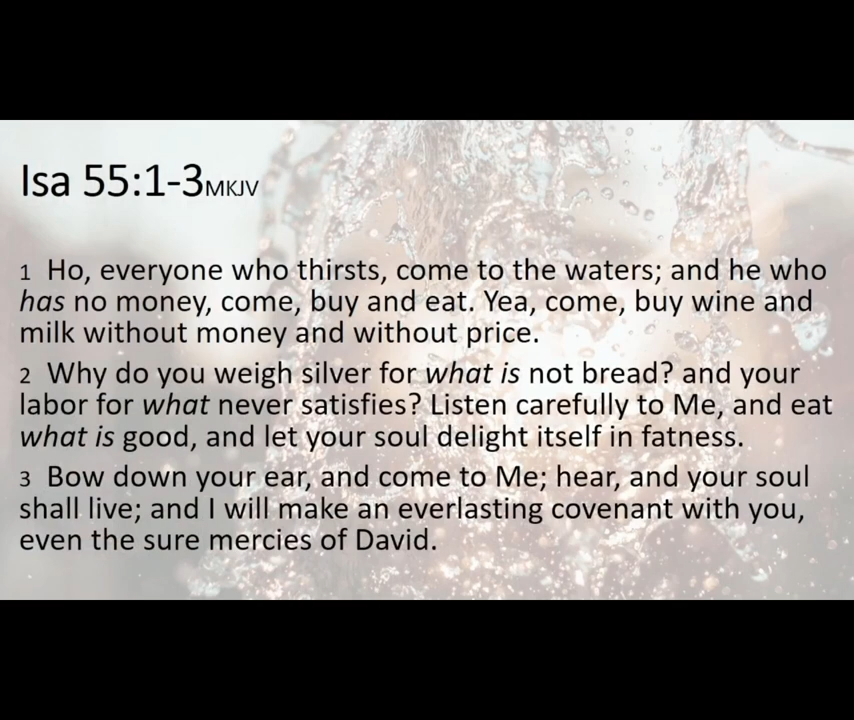 Isa 55:1-3MKJV
1 Ho, everyone who thirsts, come to the waters; and he who
has no money, come, buy and eat. Yea, come, buy wine and
milk without money and without price.
2 Why do you weigh silver for what is not bread? and your
labor for what never satisfies? Listen carefully to Me, and eat
what is good, and let your soul delight itself in fatness.
3 Bow down your ear, and come to Me; hear, and your soul
shall live; and I will make an everlasting covenant with you,
even the sure mercies of David.